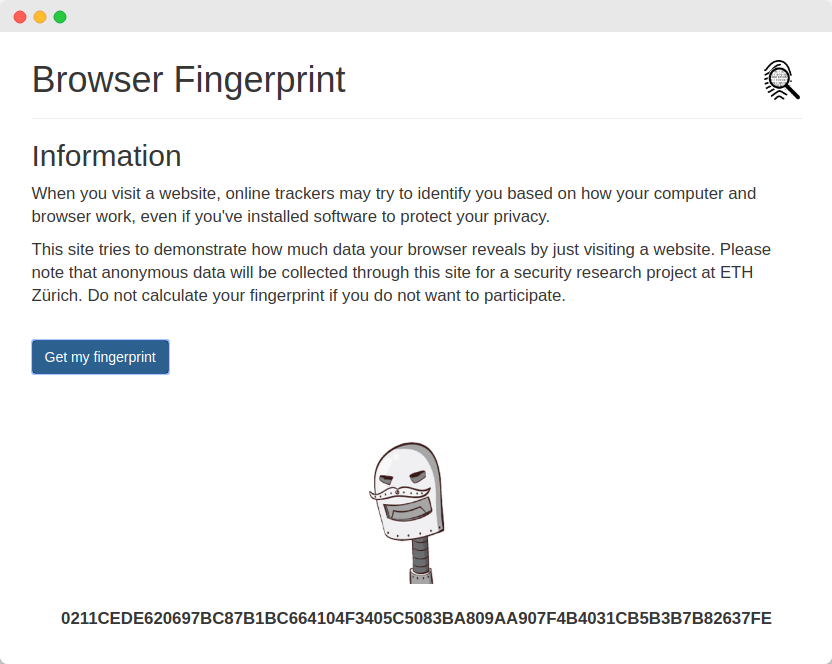 Browser Fingerprint
Information
When you visit a website, online trackers may try to identify you based on how your computer and
browser work, even if you've installed software to protect your privacy.
This site tries to demonstrate how much data your browser reveals by just visiting a website. Please
note that anonymous data will be collected through this site for a security research project at ETH
Zürich. Do not calculate your fingerprint if you do not want to participate.
Get my fingerprint
0211CEDE620697BC87B1BC664104F3405C5083BA809AA907F4B4031CB5B3B7B82637FE